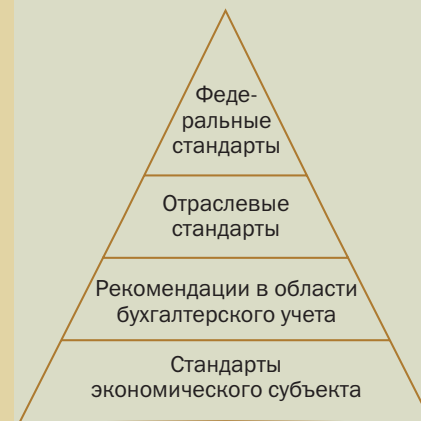 Феде-
ральные
стандарты
Отраслевые
стандарты
Рекомендации в области
бухгалтерского учета
Стандарты
экономического субъекта